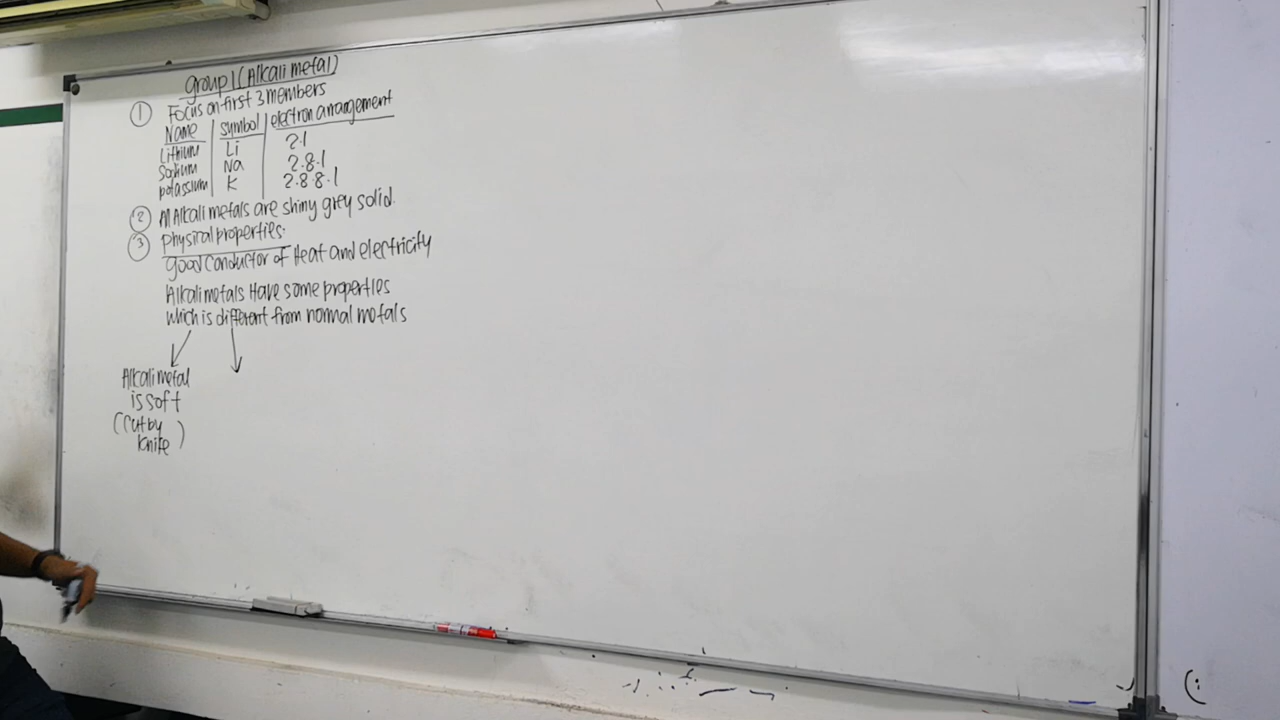 Group 1 (Alkali metal)
① Focus on first 3 members
Name | symbol | electron arrangement
Lithium | Li | 2.1
Sodium | Na | 2.8.1
potassium | K | 2.8.8.1
② All Alkali metals are shiny grey solid.
③ Physical properties.
good conductor of Heat and electricity
Alkali metals Have some properties
which is different from normal metals
Alkali metal
is soft
(Cut by
knife)